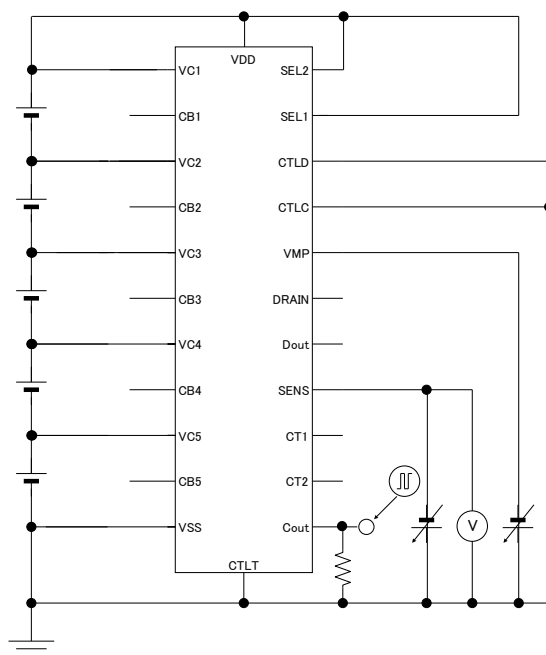 VDD
VC1
CB1
VC2
CB2
VC3
CB3
VC4
CB4
VC5
CB5
VSS
SEL2
SEL1
CTLD
CTLC
VMP
DRAIN
Dout
SENS
CT1
CT2
Cout
CTLT
V